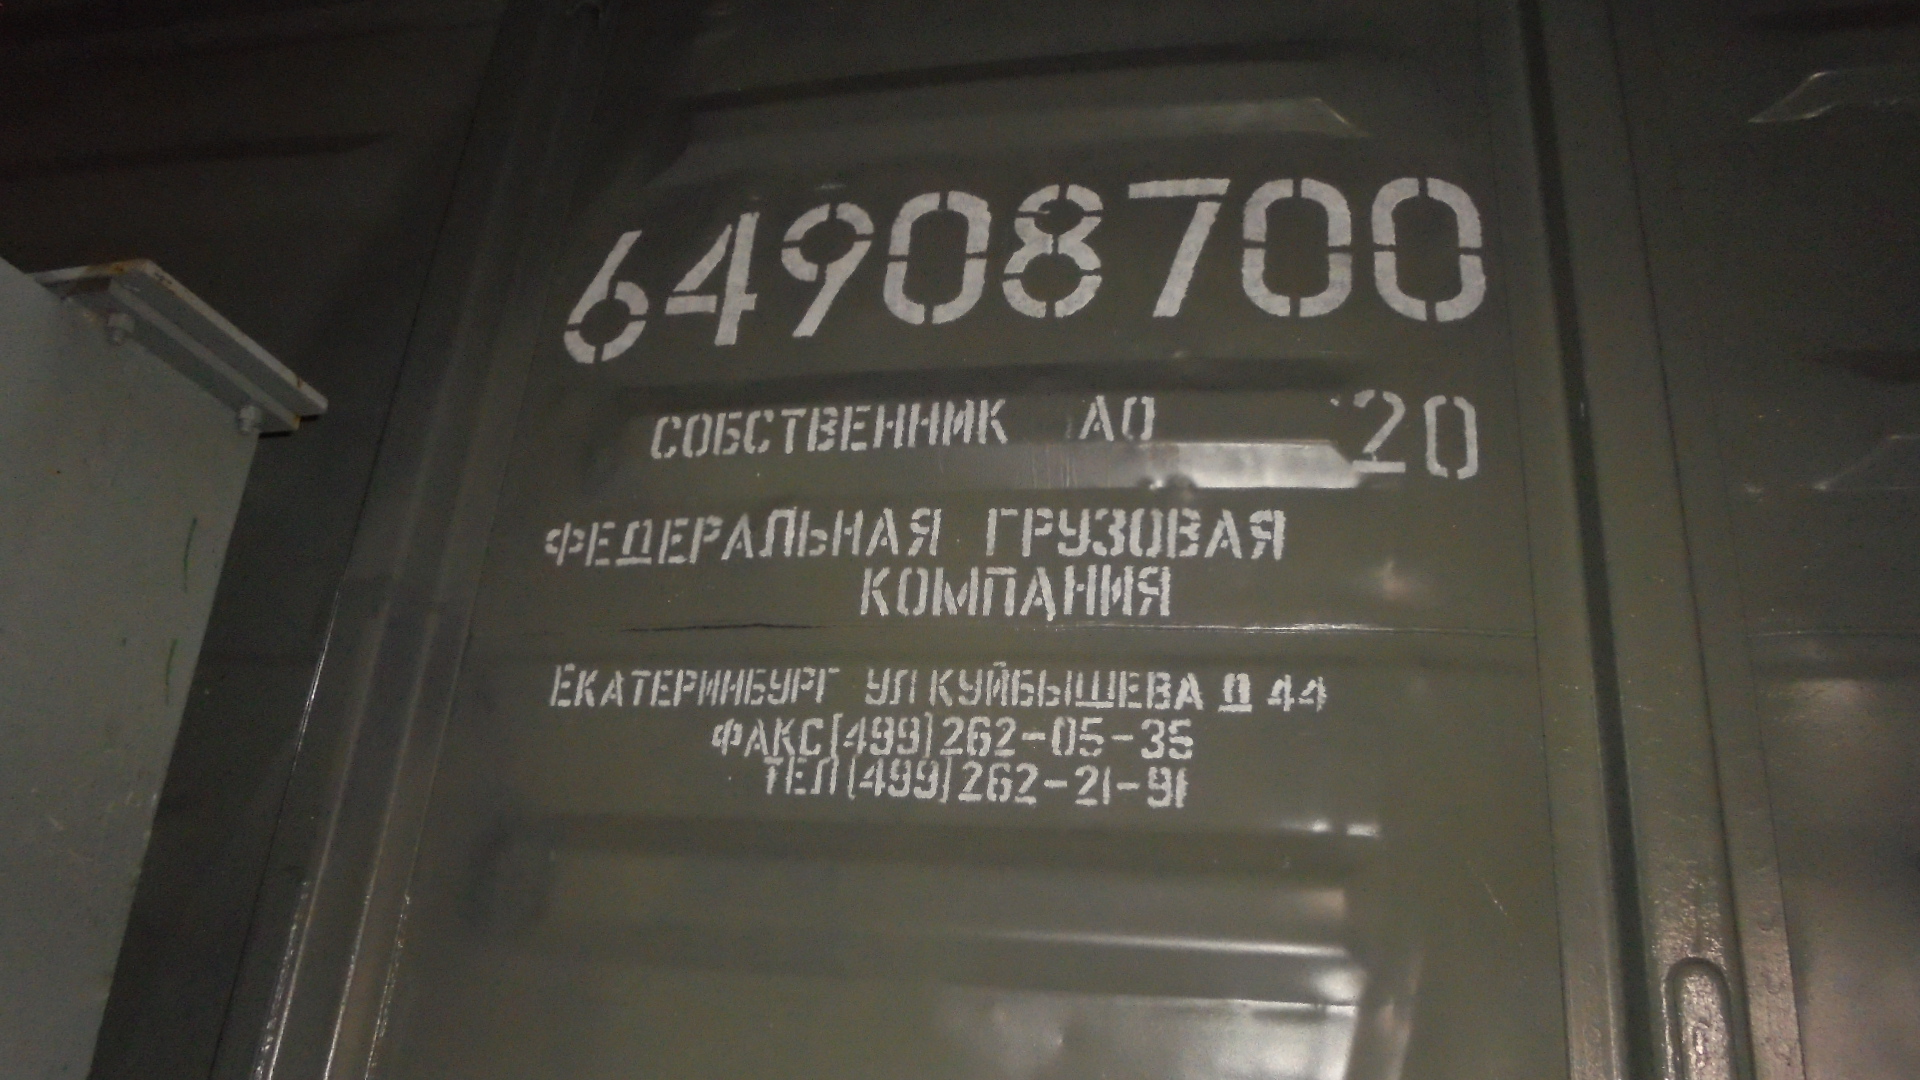 64908700
СОБСТВЕННИК АО 20
ФЕДЕРАЛЬНАЯ ГРУЗОВАЯ
КОМПАНИЯ
ЕКАТЕРИНБУРГ УЛ КУЙБЫШЕВА Д 44
ФАКС(499)262-05-35
ТЕЛ(499)262-21-91